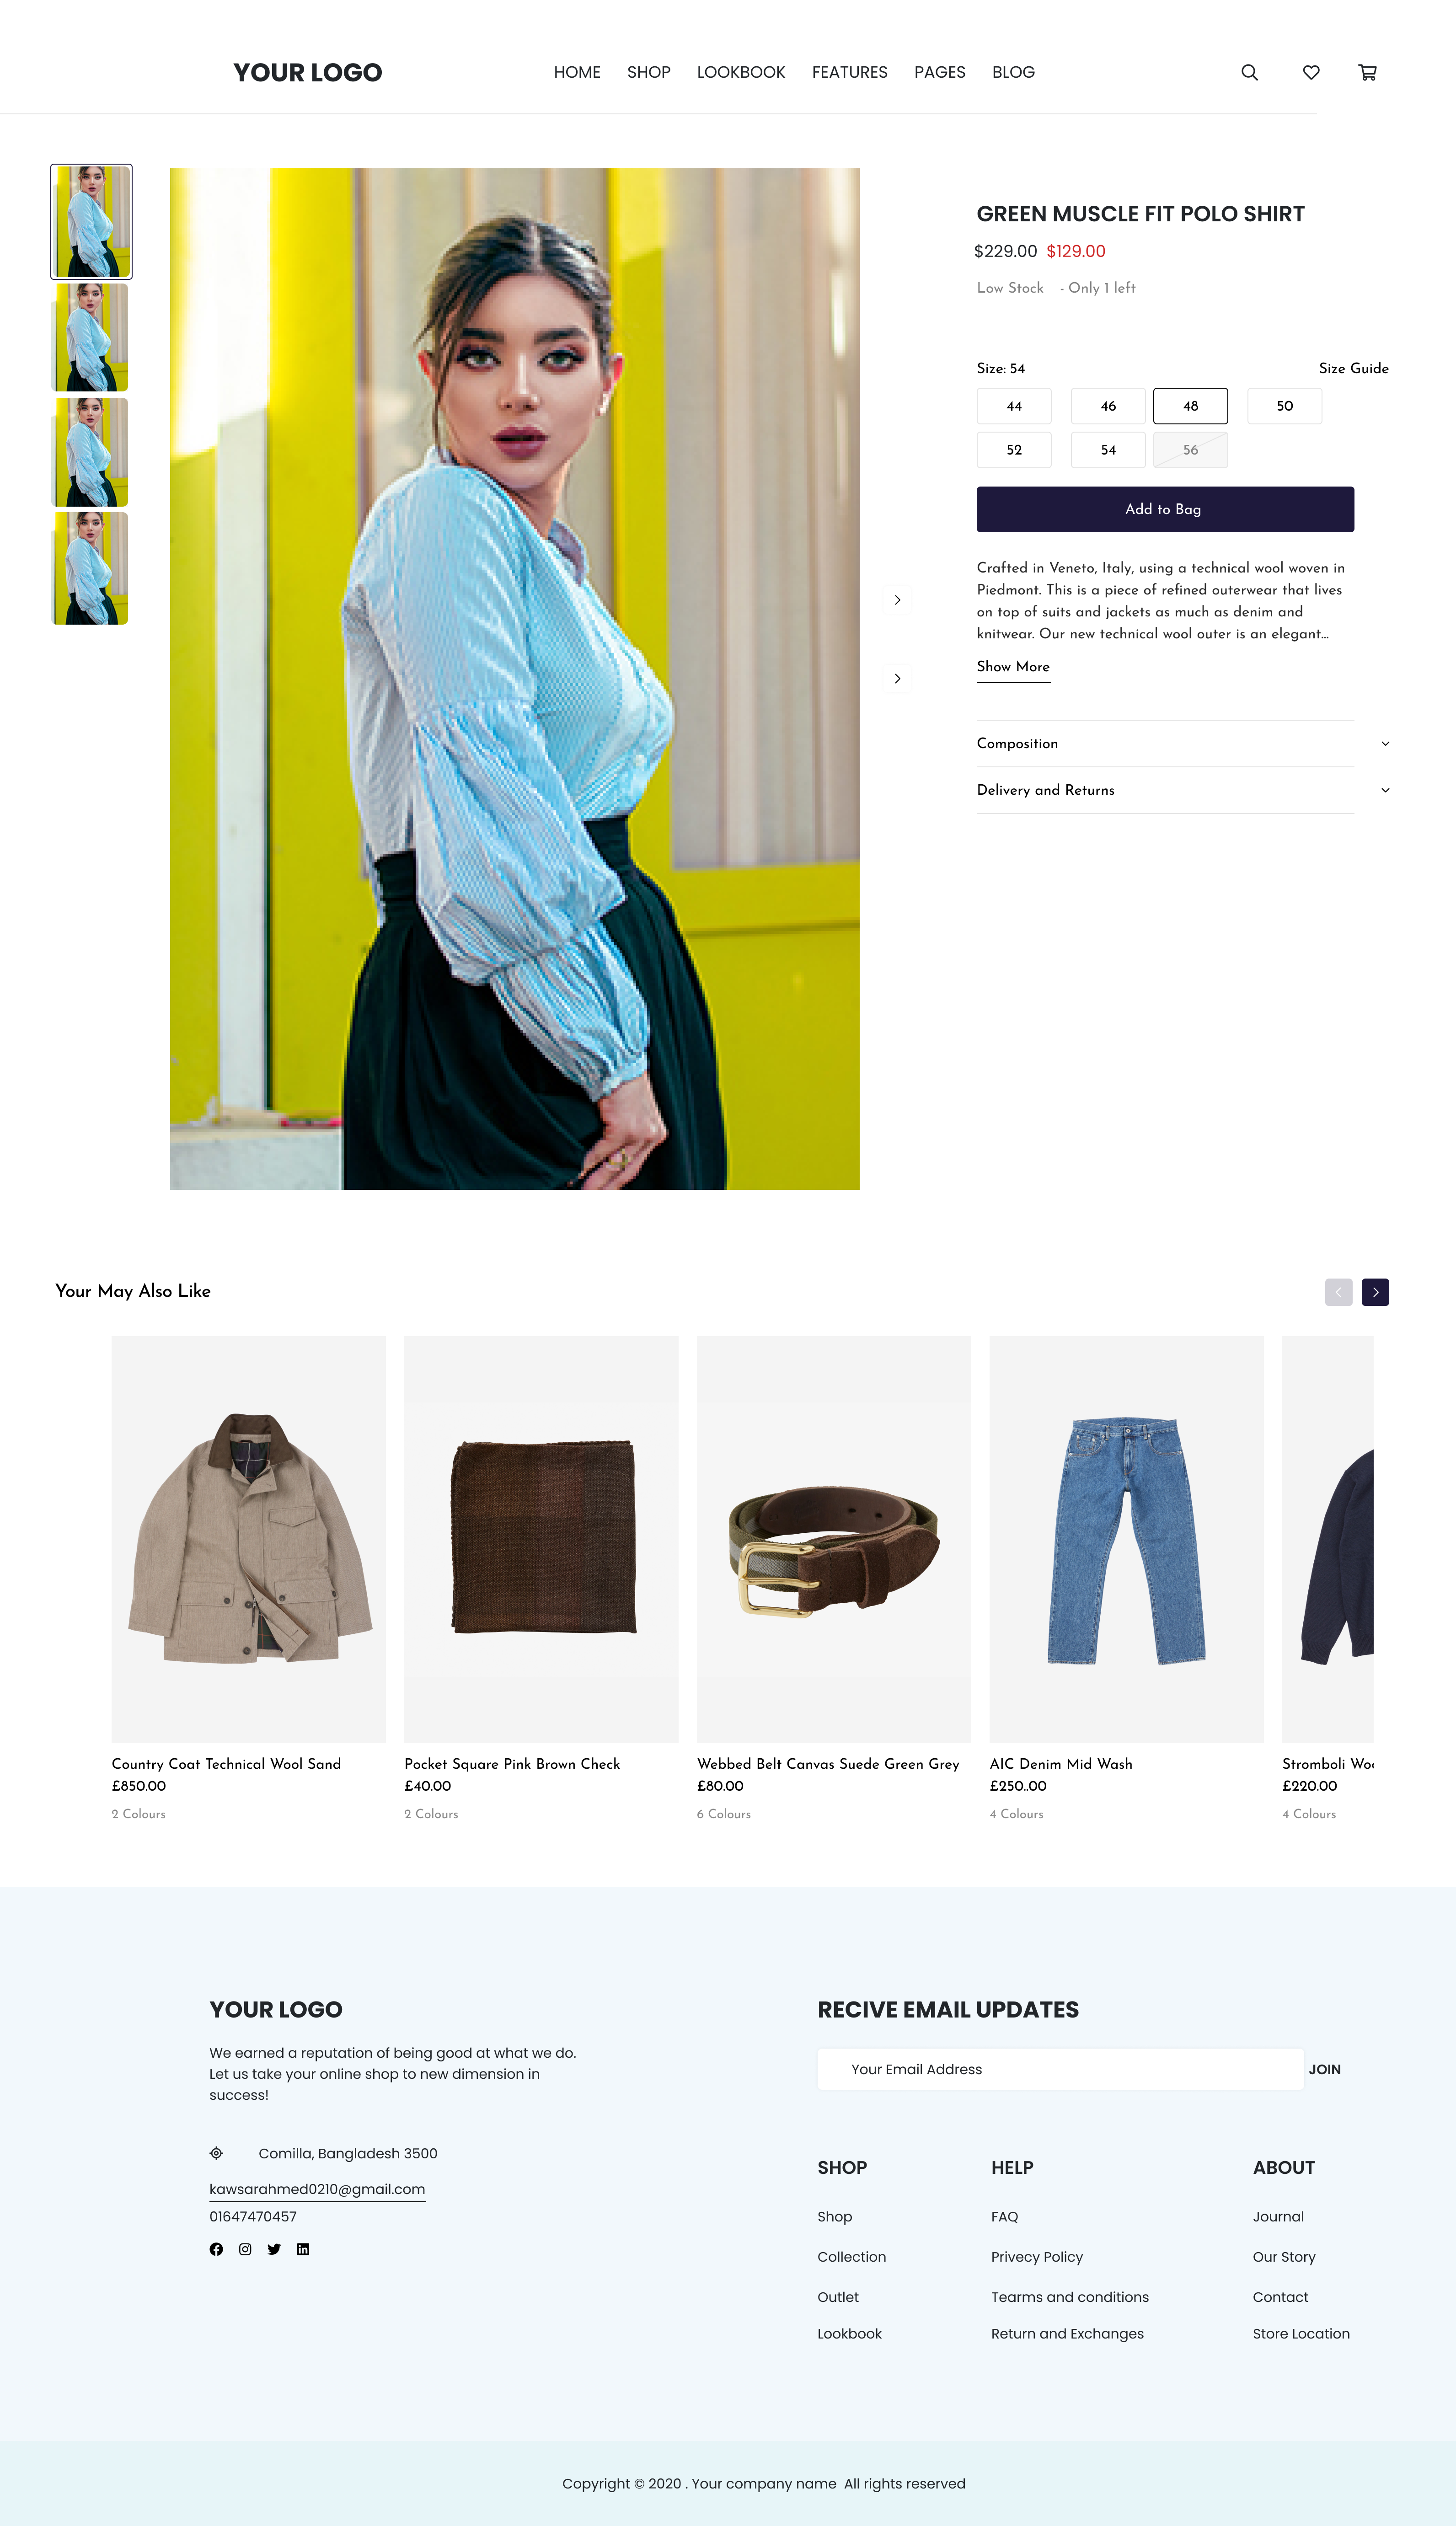 YOUR LOGO
HOME SHOP LOOKBOOK FEATURES PAGES BLOG
GREEN MUSCLE FIT POLO SHIRT
$229.00 $129.00
Low Stock - Only 1 left
Size: 54 Size Guide
44 46 48 50
52 54 56
Add to Bag
Crafted in Veneto, Italy, using a technical wool woven in
Piedmont. This is a piece of refined outerwear that lives
on top of suits and jackets as much as denim and
knitwear. Our new technical wool outer is an elegant...
Show More
Composition
Delivery and Returns
Your May Also Like
Country Coat Technical Wool Sand
£850.00
2 Colours
Pocket Square Pink Brown Check
£40.00
2 Colours
Webbed Belt Canvas Suede Green Grey
£80.00
6 Colours
AIC Denim Mid Wash
£250..00
4 Colours
Stromboli
£220.00
4 Colours
YOUR LOGO
We earned a reputation of being good at what we do.
Let us take your online shop to new dimension in
success!
Comilla, Bangladesh 3500
kawsarahmed0210@gmail.com
01647470457
RECIVE EMAIL UPDATES
Your Email Address JOIN
SHOP
Shop
Collection
Outlet
Lookbook
HELP
FAQ
Privecy Policy
Tearms and conditions
Return and Exchanges
ABOUT
Journal
Our Story
Contact
Store Location
Copyright © 2020 . Your company name All rights reserved